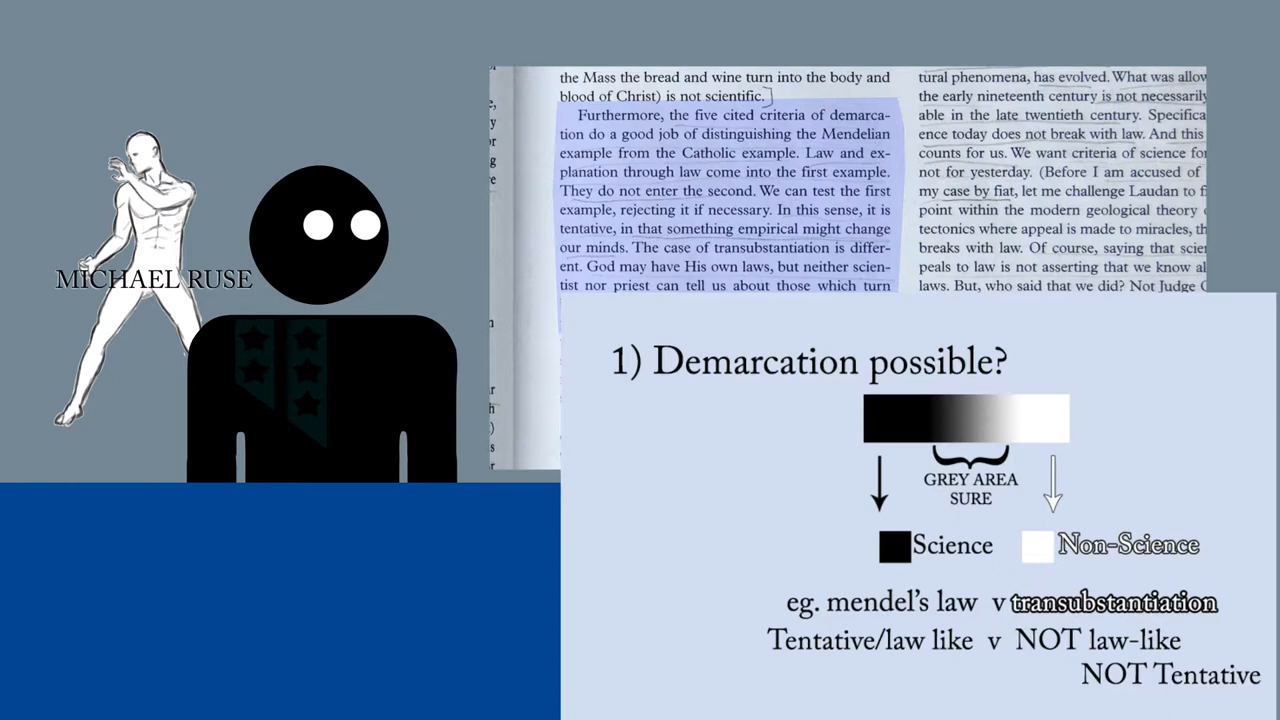 MICHAEL RUSE
the Mass the bread and wine turn into the body and
blood of Christ) is not scientific.
Furthermore, the five cited criteria of demarca-
tion do a good job of distinguishing the Mendelian
example from the Catholic example. Law and ex-
planation through law come into the first example.
They do not enter the second. We can test the first
example, rejecting it if necessary. In this sense, it is
tentative, in that something empirical might change
our minds. The case of transubstantiation is differ-
ent. God may have His own laws, but neither scien-
tist nor priest can tell us about those which turn
tural phenomena, has evolved. What was allow
the early nineteenth century is not necessarily
able in the late twentieth century. Specifica
ence today does not break with law. And this
counts for us. We want criteria of science for
not for yesterday. (Before I am accused of
my case by fiat, let me challenge Laudan to f
point within the modern geological theory
tectonics where appeal is made to miracles, th
breaks with law. Of course, saying that scien
peals to law is not asserting that we know al
laws. But, who said that we did? Not Judge
1) Demarcation possible?
GREY AREA
SURE
Science
Non-Science
eg. mendel's law v transubstantiation
Tentative/law like v NOT law-like
NOT Tentative